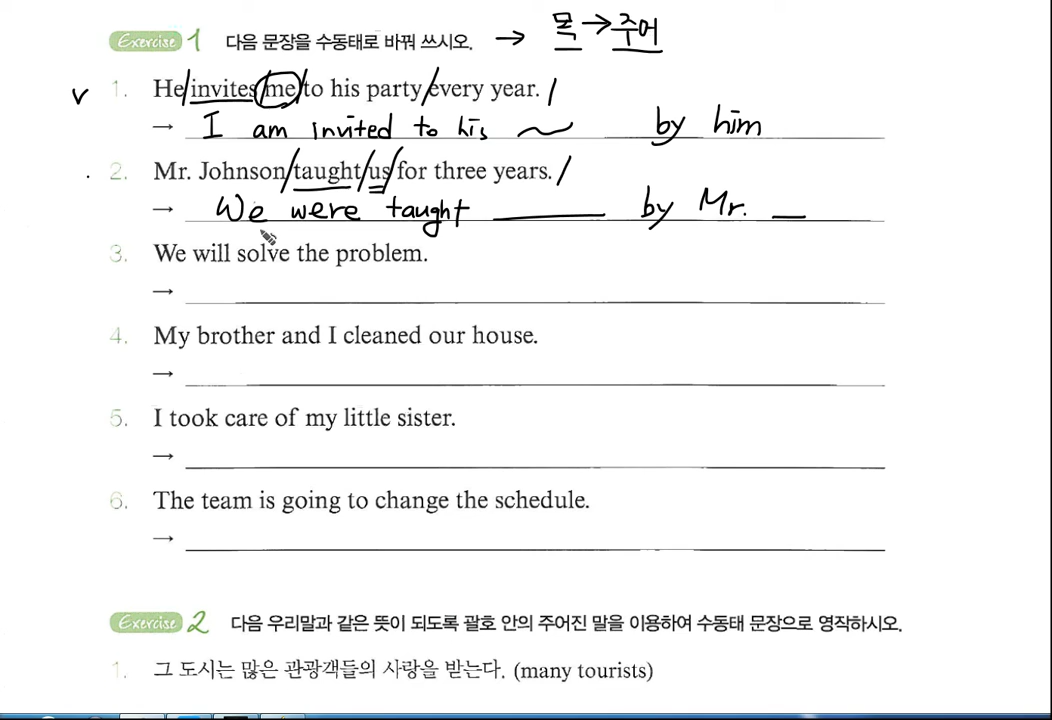 Exercise 1 다음 문장을 수동태로 바꿔 쓰시오. → 목 → 주어
1. He/invites/me/to his party/every year./
→ I am invited to his ~ by him
2. Mr. Johnson/taught/us/for three years./
→ We were taught ____ by Mr. __
3. We will solve the problem.
→
4. My brother and I cleaned our house.
→
5. I took care of my little sister.
→
6. The team is going to change the schedule.
→
Exercise 2 다음 우리말과 같은 뜻이 되도록 괄호 안의 주어진 말을 이용하여 수동태 문장으로 영작하시오.
1. 그 도시는 많은 관광객들의 사랑을 받는다. (many tourists)